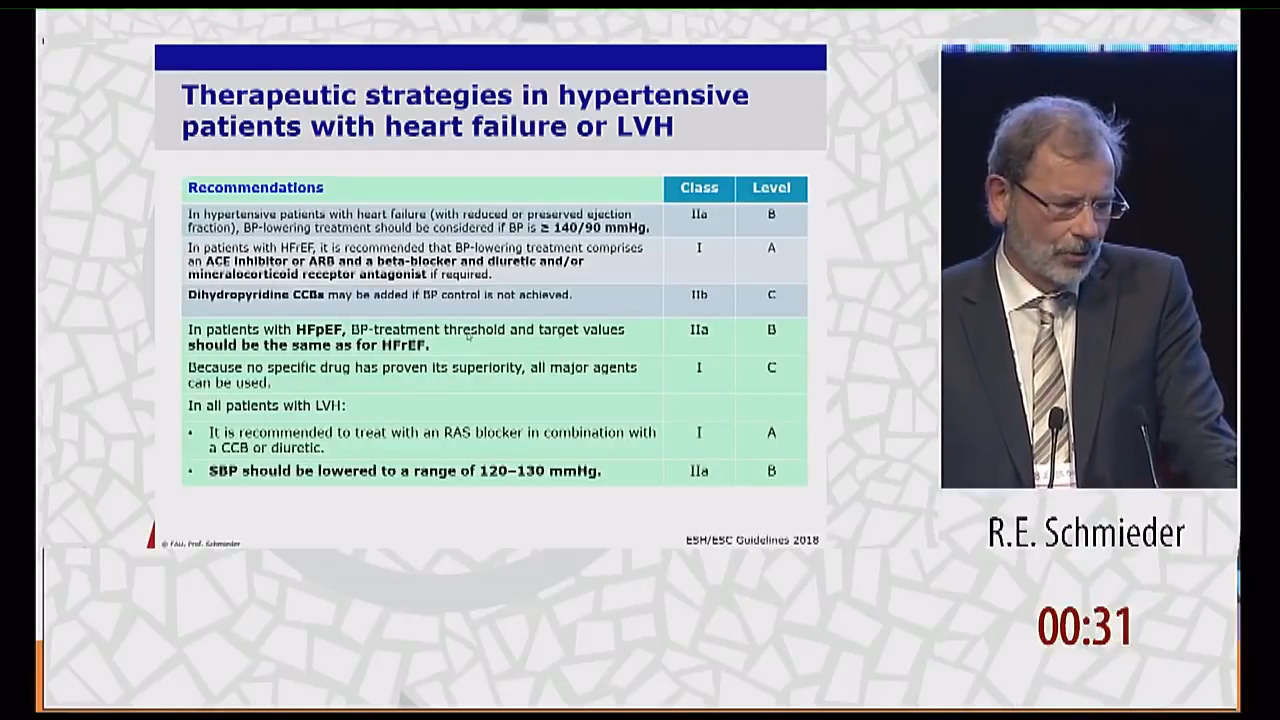 Therapeutic strategies in hypertensive
patients with heart failure or LVH
Recommendations Class Level
In hypertensive patients with heart failure (with reduced or preserved ejection IIa B
fraction), BP-lowering treatment should be considered if BP is ≥ 140/90 mmHg.
In patients with HFrEF, it is recommended that BP-lowering treatment comprises I A
an ACE inhibitor or ARB and a beta-blocker and diuretic and/or
mineralocorticoid receptor antagonist if required.
Dihydropyridine CCBs may be added if BP control is not achieved. IIb C
In patients with HFpEF, BP-treatment threshold and target values IIa B
should be the same as for HFrEF.
Because no specific drug has proven its superiority, all major agents I C
can be used.
In all patients with LVH:
• It is recommended to treat with an RAS blocker in combination with I A
a CCB or diuretic.
• SBP should be lowered to a range of 120–130 mmHg. IIa B
© FAU, Prof. Schmieder
ESH/ESC Guidelines 2018
R.E. Schmieder
00:31